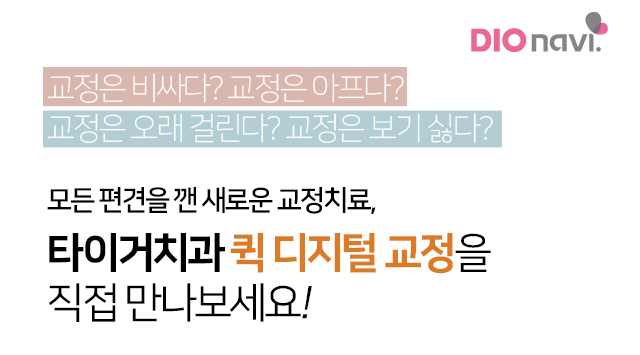 DIO navi.
교정은 비싸다? 교정은 아프다?
교정은 오래 걸린다? 교정은 보기 싫다?
모든 편견을 깬 새로운 교정치료,
타이거치과 퀵 디지털 교정을
직접 만나보세요!